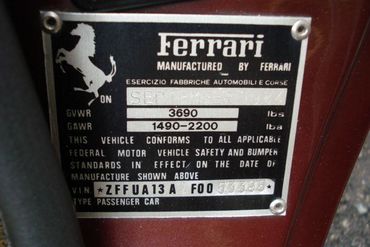 Ferrari
MANUFACTURED BY FERRARI
ESERCIZIO FABBRICHE AUTOMOBILI E CORSE
ON
GVWR 3690 lbs
GAWR 1490-2200 lba
THIS VEHICLE CONFORMS TO ALL APPLICABLE
FEDERAL MOTOR VEHICLE SAFETY AND BUMPER
STANDARDS IN EFFECT ON THE DATE OF
MANUFACTURE SHOWN ABOVE
V.I.N. *ZFFUA13A F00
TYPE PASSENGER CAR